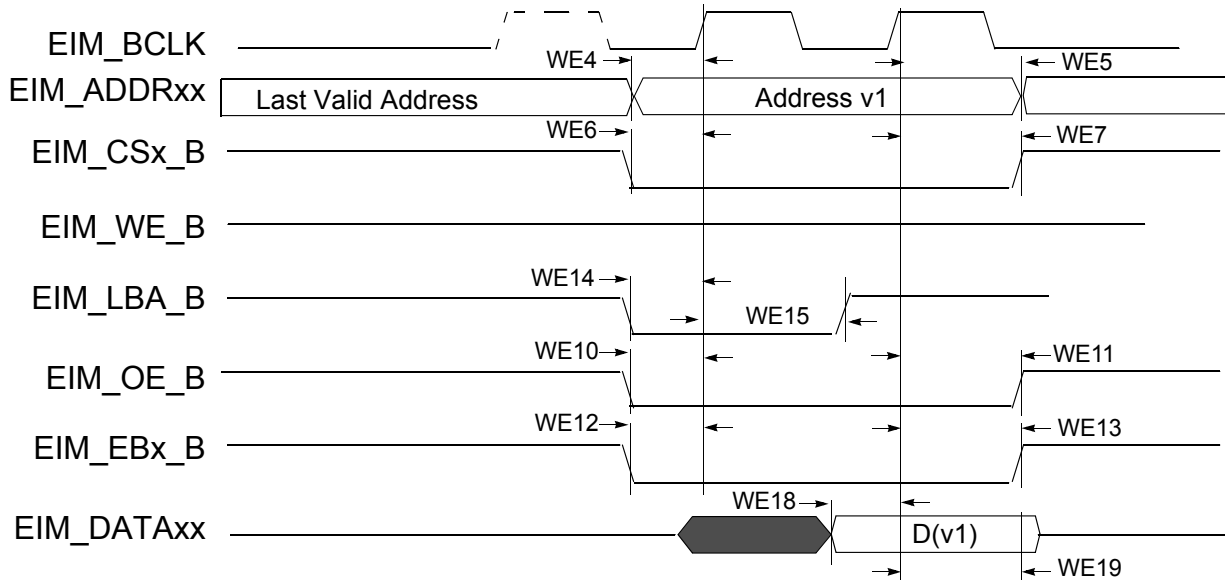 EIM_BCLK
WE4
WE5
EIM_ADDRxx
Last Valid Address
Address v1
WE6
WE7
EIM_CSx_B
EIM_WE_B
WE14
EIM_LBA_B
WE15
WE10
WE11
EIM_OE_B
WE12
WE13
EIM_EBx_B
WE18
EIM_DATAxx
D(v1)
WE19